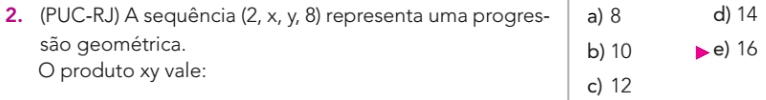 2. (PUC-RJ) A sequência (2, x, y, 8) representa uma progres-
são geométrica.
O produto xy vale:
a) 8
b) 10
c) 12
d) 14
e) 16